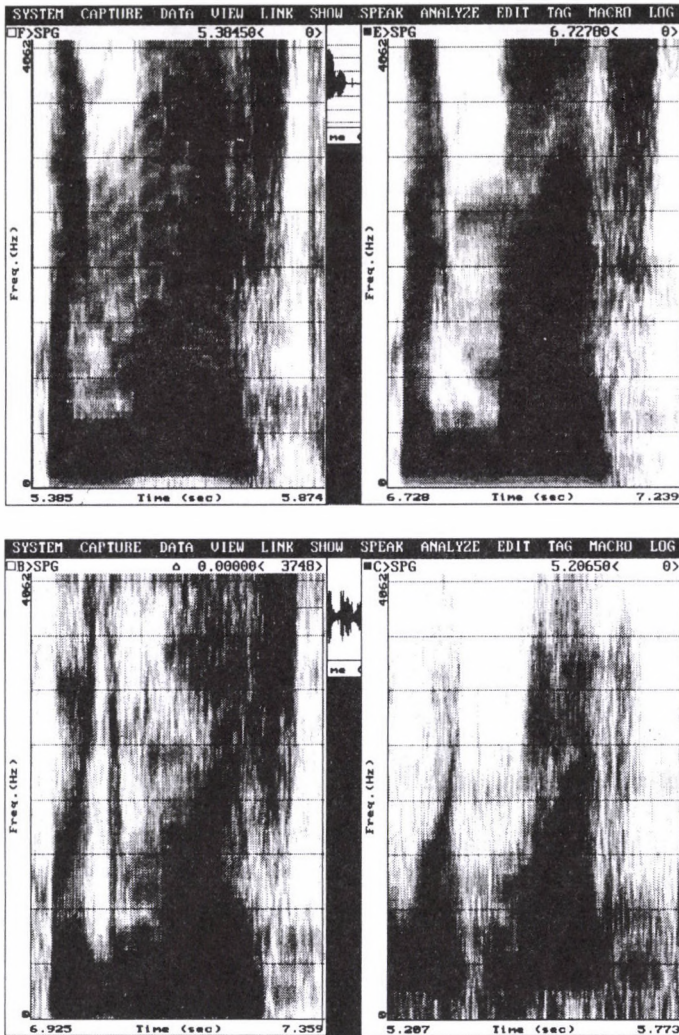 SYSTEM CAPTURE DATA VIEW LINK SHOW SPEAK ANALYZE EDIT TAG MACRO LOG
□F>SPG 5.38450< 0>
■E>SPG 6.72780< 0>
4062
4062
me (
Freq.(Hz)
Freq.(Hz)
0
0
5.385 Time (sec) 5.874
6.728 Time (sec) 7.239
SYSTEM CAPTURE DATA VIEW LINK SHOW SPEAK ANALYZE EDIT TAG MACRO LOG
□B>SPG 0.00000< 3748>
■C>SPG 5.20650< 0>
4062
4062
me (
Freq.(Hz)
Freq.(Hz)
0
0
6.925 Time (sec) 7.359
5.207 Time (sec) 5.773